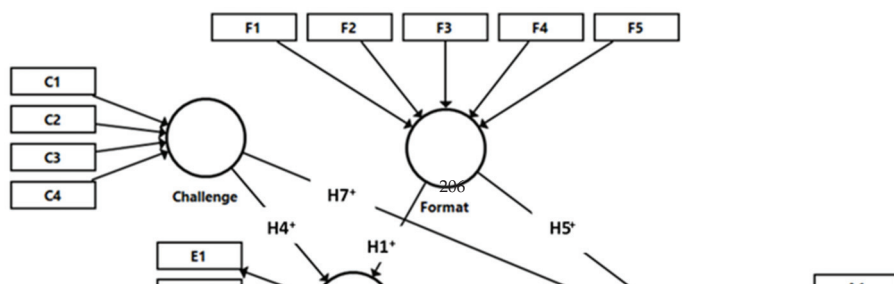 F1 F2 F3 F4 F5
C1
C2
C3
C4
Challenge
206
Format
H7+
H4+
H1+
H5+
E1